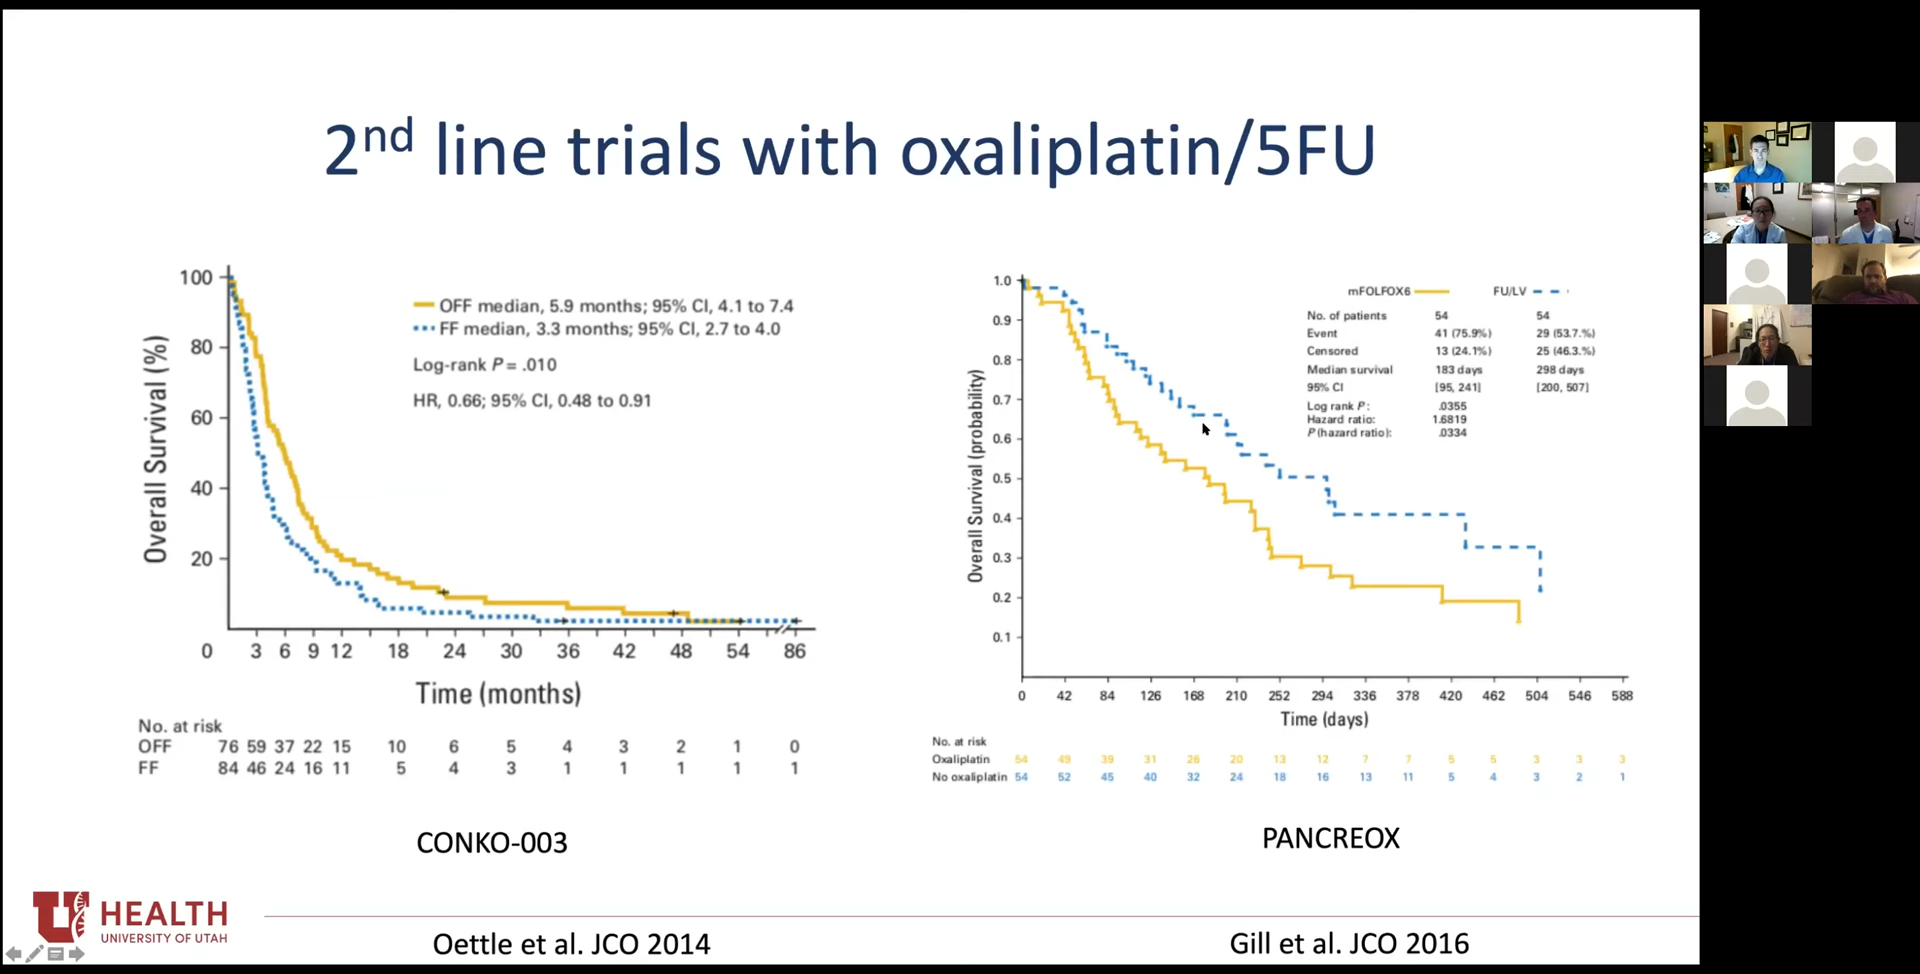 2nd line trials with oxaliplatin/5FU
Overall Survival (%)
100
80
60
40
20
OFF median, 5.9 months; 95% CI, 4.1 to 7.4
FF median, 3.3 months; 95% CI, 2.7 to 4.0
Log-rank P = .010
HR, 0.66; 95% CI, 0.48 to 0.91
0 3 6 9 12 18 24 30 36 42 48 54 86
Time (months)
No. at risk
OFF 76 59 37 22 15 10 6 5 4 3 2 1 0
FF 84 46 24 16 11 5 4 3 1 1 1 1 1
CONKO-003
Overall Survival (probability)
1.0
0.9
0.8
0.7
0.6
0.5
0.4
0.3
0.2
0.1
mFOLFOX6 FU/LV
No. of patients 54 54
Event 41 (75.9%) 29 (53.7.%)
Censored 13 (24.1%) 25 (46.3.%)
Median survival 183 days 298 days
95% CI [95, 241] [200, 507]
Log rank P: .0355
Hazard ratio: 1.6819
P (hazard ratio): .0334
0 42 84 126 168 210 252 294 336 378 420 462 504 546 588
Time (days)
No. at risk
Oxaliplatin 54 49 39 31 26 20 13 12 7 7 5 5 3 3 3
No oxaliplatin 54 52 45 40 32 24 18 16 13 11 5 4 3 2 1
PANCREOX
U HEALTH
UNIVERSITY OF UTAH
Oettle et al. JCO 2014
Gill et al. JCO 2016